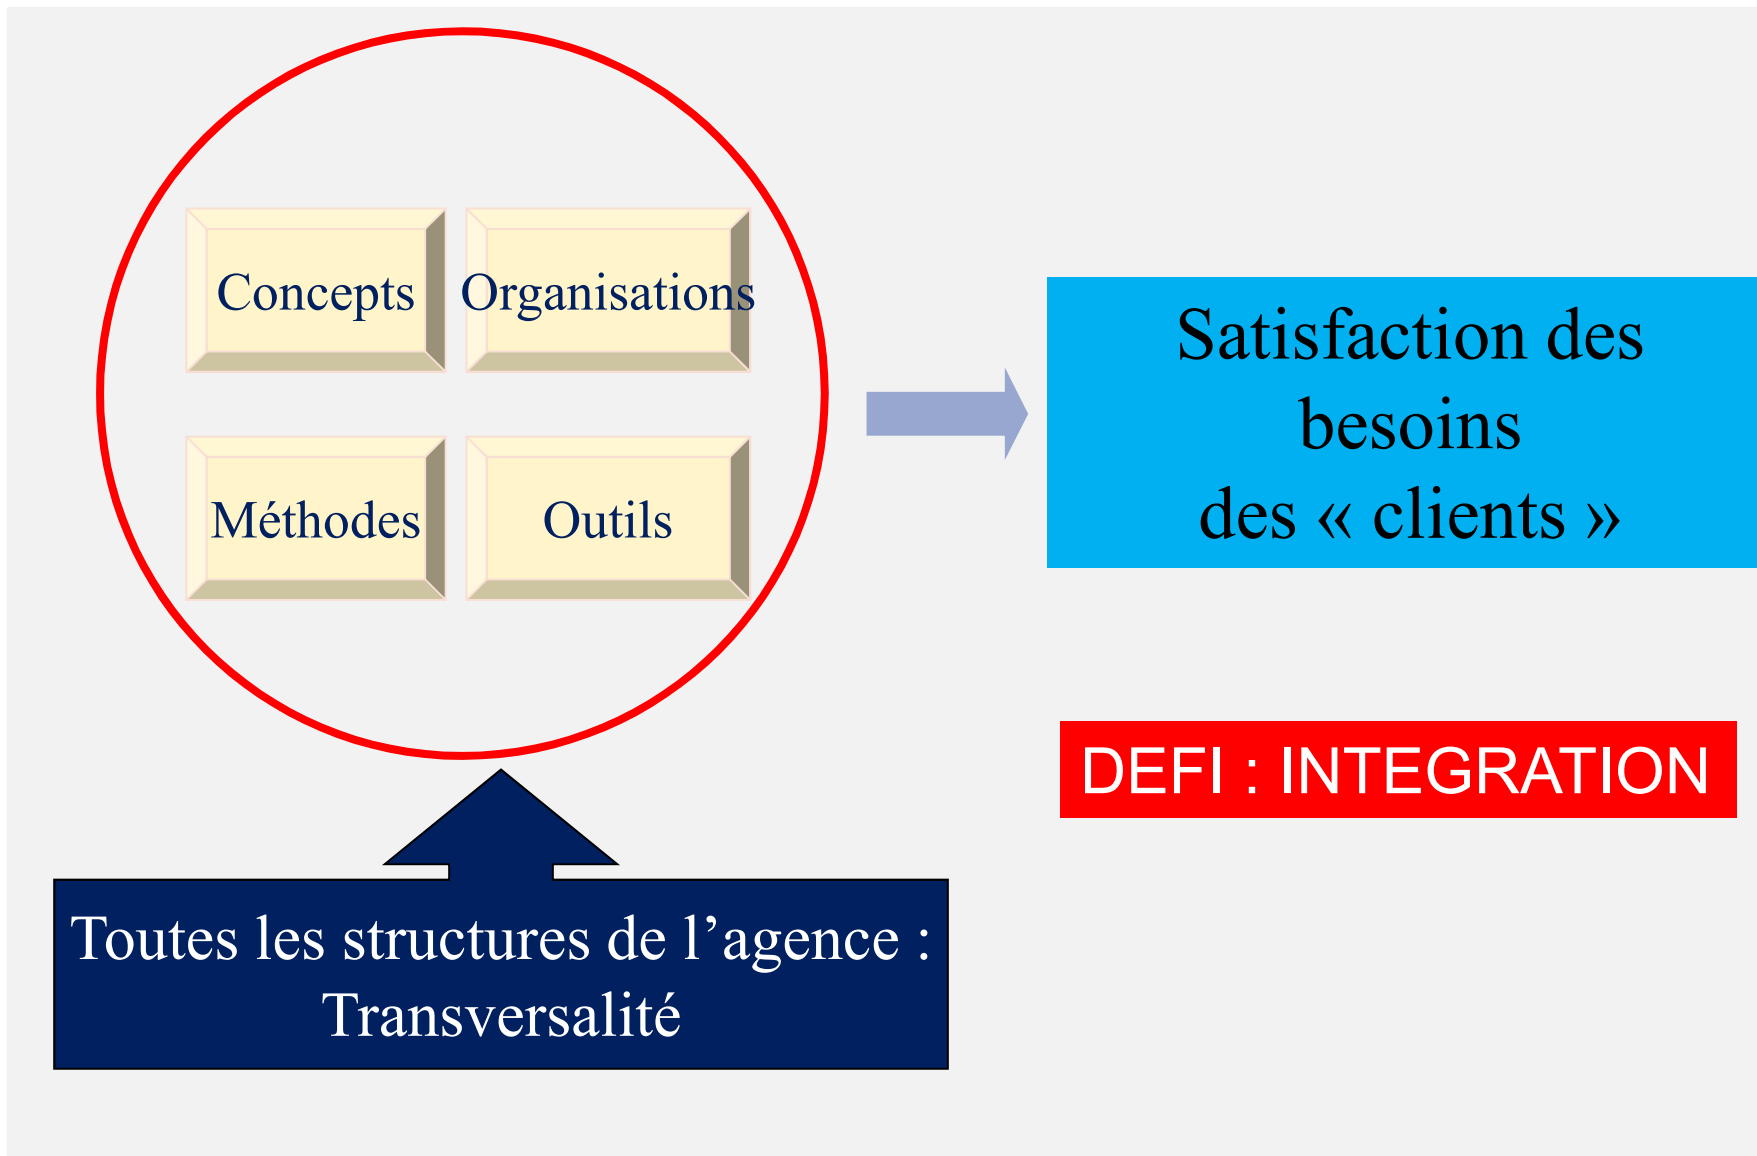 Concepts
Organisations
Méthodes
Outils
Satisfaction des
besoins
des « clients »
DEFI : INTEGRATION
Toutes les structures de l’agence :
Transversalité